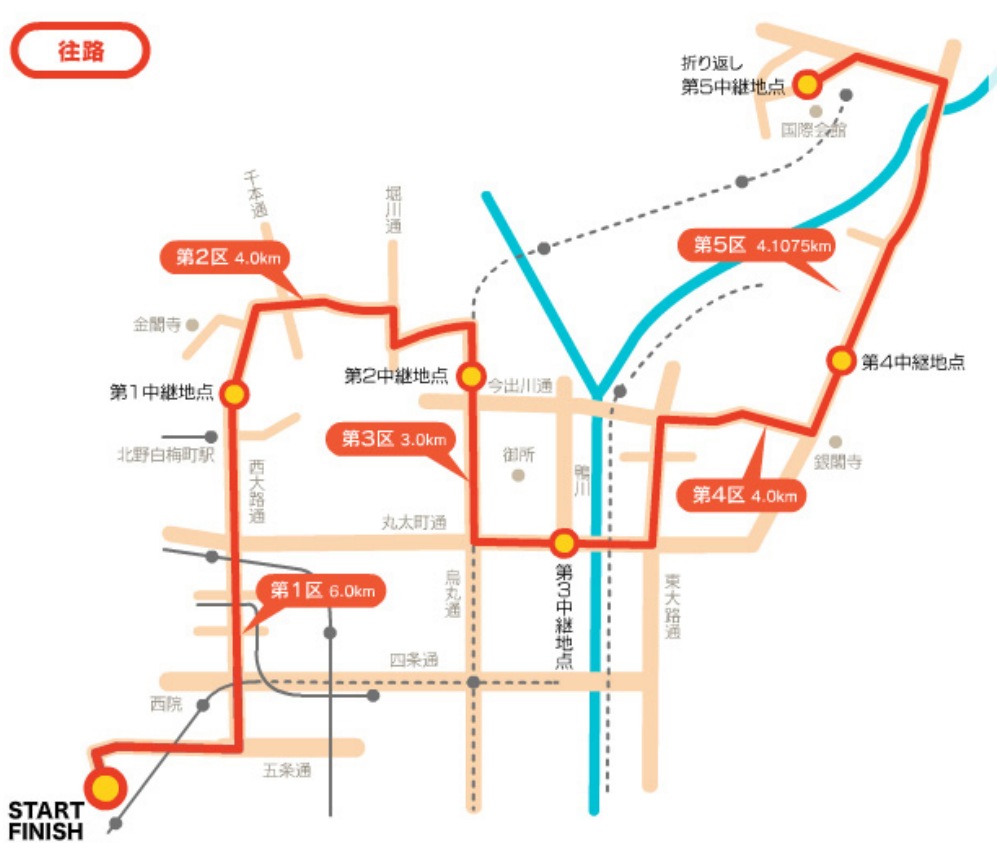 往路
折り返し
第5中継地点
国際会館
千本通
堀川通
第2区 4.0km
第5区 4.1075km
金閣寺
第1中継地点
第2中継地点
今出川通
第4中継地点
第3区 3.0km
御所
鴨川
北野白梅町駅
西大路通
銀閣寺
第4区 4.0km
丸太町通
第1区 6.0km
烏丸通
第3中継地点
東大路通
四条通
西院
五条通
START
FINISH